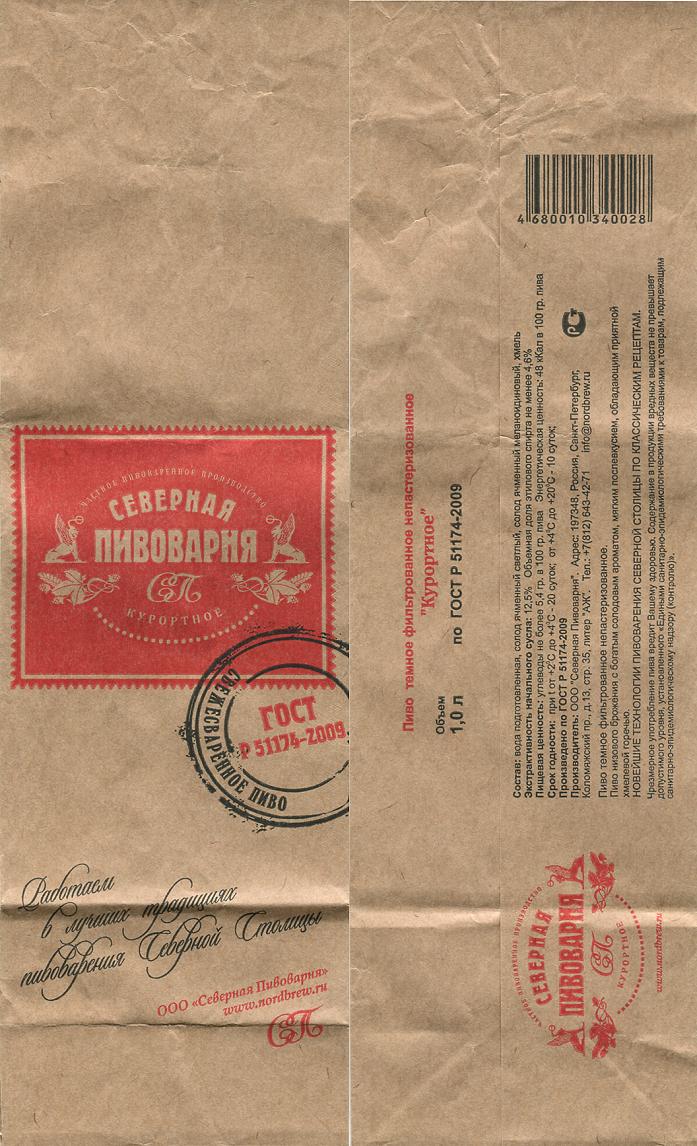 ЧАСТНОЕ ПИВОВАРЕННОЕ ПРОИЗВОДСТВО
СЕВЕРНАЯ
ПИВОВАРНЯ
СП
КУРОРТНОЕ
СВЕЖЕСВАРЕННОЕ ПИВО
ГОСТ
Р 51174-2009
Работаем
в лучших традициях
пивоварения Северной Столицы
ООО «Северная Пивоварня»
www.nordbrew.ru
СП
Пиво темное фильтрованное непастеризованное
"Курортное"
Объем
1,0 л
по ГОСТ Р 51174-2009
4 680010 340028
Состав: вода подготовленная, солод ячменный светлый, солод ячменный меланоидиновый, хмель
Экстрактивность начального сусла: 12,5% Объемная доля этилового спирта не менее 4,6%
Пищевая ценность: углеводы не более 5,4 гр. в 100 гр. пива Энергетическая ценность: 48 кКал в 100 гр. пива
Срок годности: при t от +2°C до +4°C - 20 суток; от +4°C до +20°C - 10 суток;
Произведено по ГОСТ Р 51174-2009
Производитель: ООО "Северная Пивоварня". Адрес: 197348, Россия, Санкт-Петербург,
Коломяжский пр., д.13, стр. 35, литер "АЖ". Тел.: +7(812) 643-42-71 info@nordbrew.ru
Пиво темное фильтрованное непастеризованное.
Пиво низового брожения с богатым солодовым ароматом, мягким послевкусием, обладающим приятной
хмелевой горечью.
НОВЕЙШИЕ ТЕХНОЛОГИИ ПИВОВАРЕНИЯ СЕВЕРНОЙ СТОЛИЦЫ ПО КЛАССИЧЕСКИМ РЕЦЕПТАМ.
Чрезмерное употребление пива вредит Вашему здоровью. Содержание в продукции вредных веществ не превышает
допустимого уровня, установленного «Едиными санитарно-эпидемиологическими требованиями к товарам, подлежащим
санитарно-эпидемиологическому надзору (контролю)».
ЧАСТНОЕ ПИВОВАРЕННОЕ ПРОИЗВОДСТВО
СЕВЕРНАЯ
ПИВОВАРНЯ
СП
КУРОРТНОЕ
www.nordbrew.ru